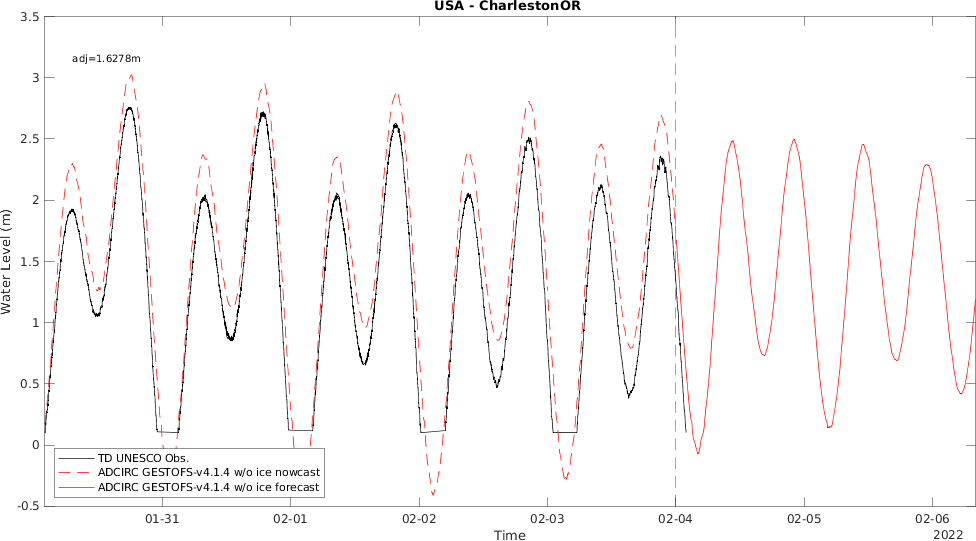 USA - CharlestonOR
adj=1.6278m
3.5
3
2.5
2
1.5
1
0.5
0
-0.5
Water Level (m)
TD UNESCO Obs.
ADCIRC GESTOFS-v4.1.4 w/o ice nowcast
ADCIRC GESTOFS-v4.1.4 w/o ice forecast
01-31 02-01 02-02 02-03 02-04 02-05 02-06
Time
2022